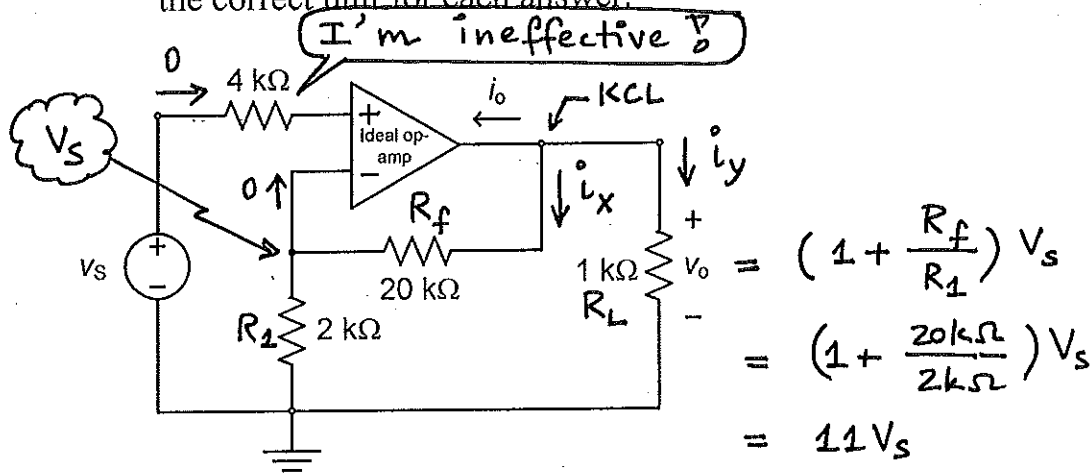 the correct unit for each answer.
I'm ineffective !
0
4 kΩ
i₀
KCL
Vs
+
Ideal op-
amp
−
0
ix
iy
Rf
20 kΩ
vs
+
−
R1
2 kΩ
1 kΩ
RL
+
v₀
−
= (1 + Rf/R1) Vs
= (1 + 20kΩ/2kΩ) Vs
= 11 Vs